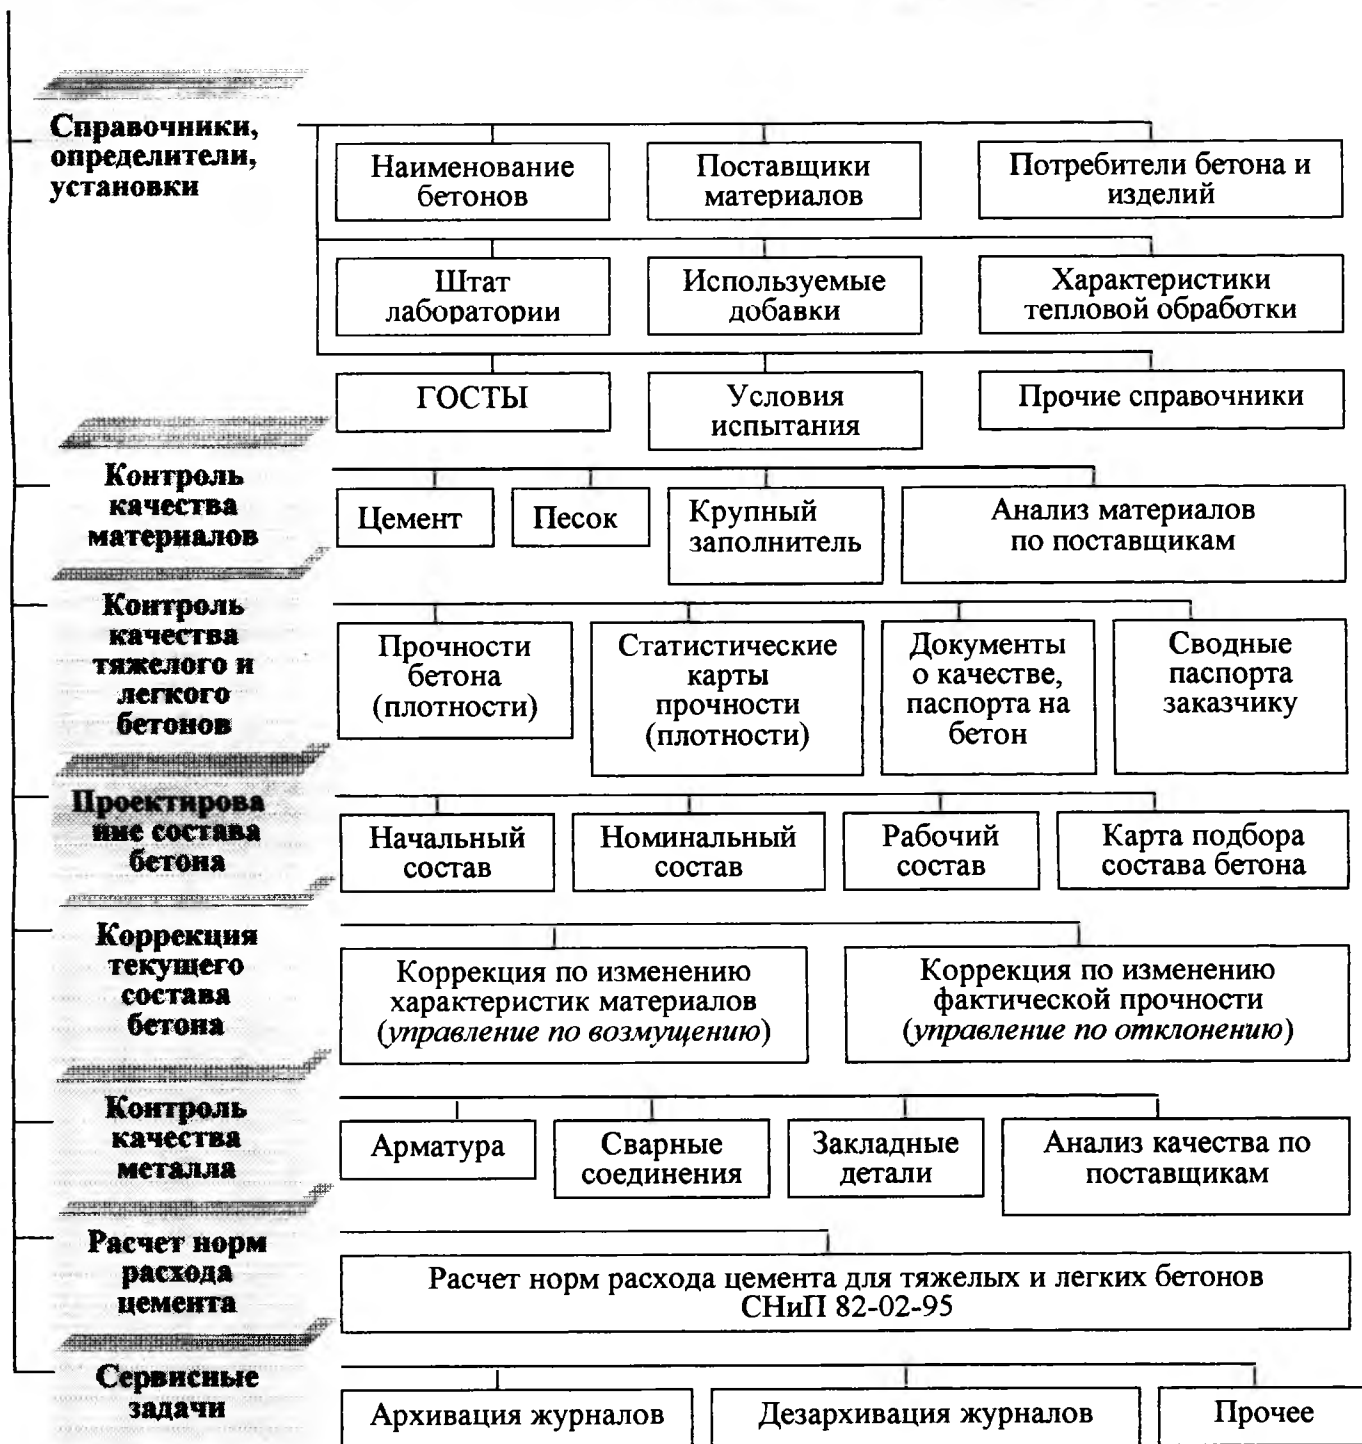 Справочники,
определители,
установки
Наименование
бетонов
Поставщики
материалов
Потребители бетона и
изделий
Штат
лаборатории
Используемые
добавки
Характеристики
тепловой обработки
ГОСТЫ
Условия
испытания
Прочие справочники
Контроль
качества
материалов
Цемент
Песок
Крупный
заполнитель
Анализ материалов
по поставщикам
Контроль
качества
тяжелого и
легкого
бетонов
Прочности
бетона
(плотности)
Статистические
карты
прочности
(плотности)
Документы
о качестве,
паспорта на
бетон
Сводные
паспорта
заказчику
Проектирова
ние состава
бетона
Начальный
состав
Номинальный
состав
Рабочий
состав
Карта подбора
состава бетона
Коррекция
текущего
состава
бетона
Коррекция по изменению
характеристик материалов
(управление по возмущению)
Коррекция по изменению
фактической прочности
(управление по отклонению)
Контроль
качества
металла
Арматура
Сварные
соединения
Закладные
детали
Анализ качества по
поставщикам
Расчет норм
расхода
цемента
Расчет норм расхода цемента для тяжелых и легких бетонов
СНиП 82-02-95
Сервисные
задачи
Архивация журналов
Дезархивация журналов
Прочее